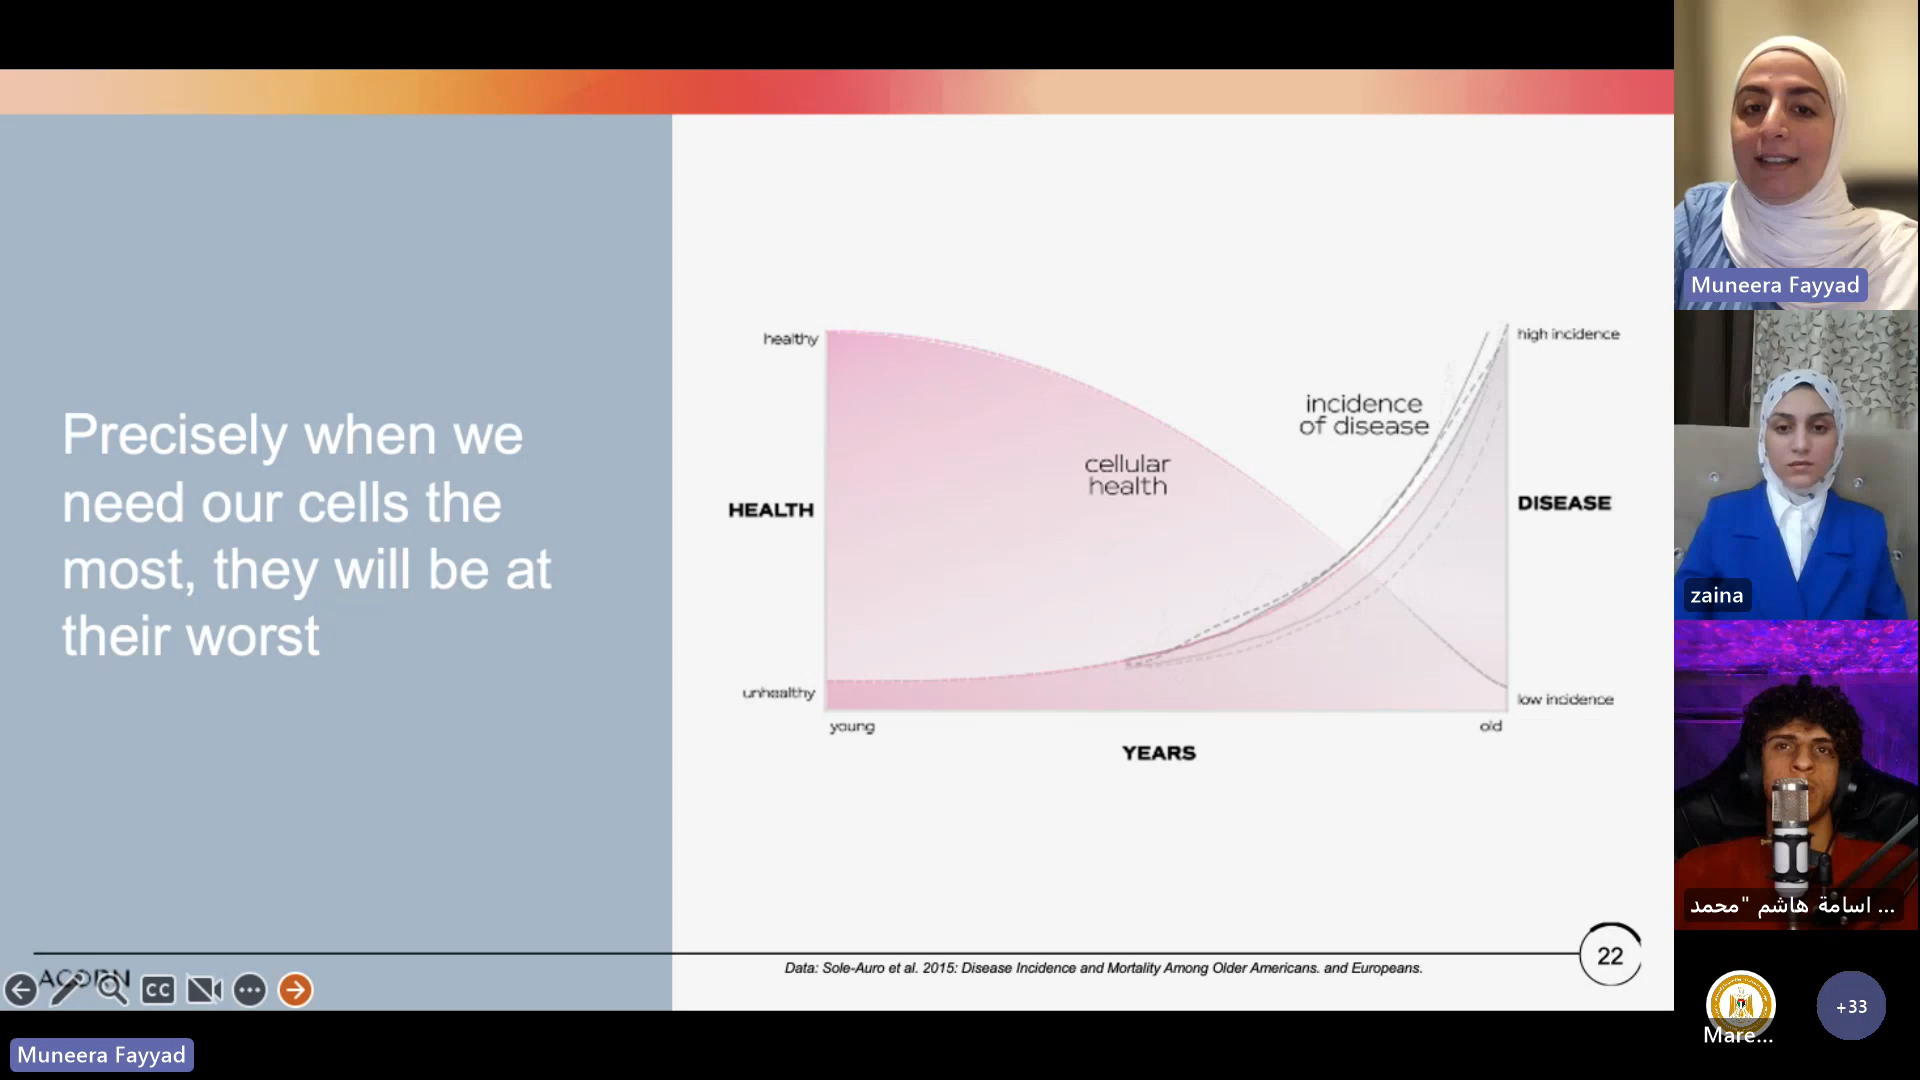 Precisely when we
need our cells the
most, they will be at
their worst
healthy
HEALTH
unhealthy
cellular
health
incidence
of disease
high incidence
DISEASE
low incidence
young
old
YEARS
Data: Sole-Auro et al. 2015: Disease Incidence and Mortality Among Older Americans. and Europeans.
22
ACORN
CC
Muneera Fayyad
Muneera Fayyad
zaina
اسامة هاشم "محمد ...
Mare...
+33